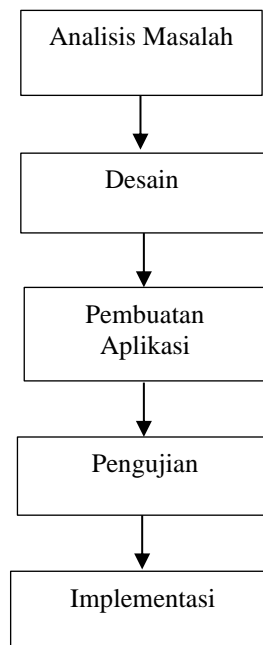 Analisis Masalah
Desain
Pembuatan
Aplikasi
Pengujian
Implementasi